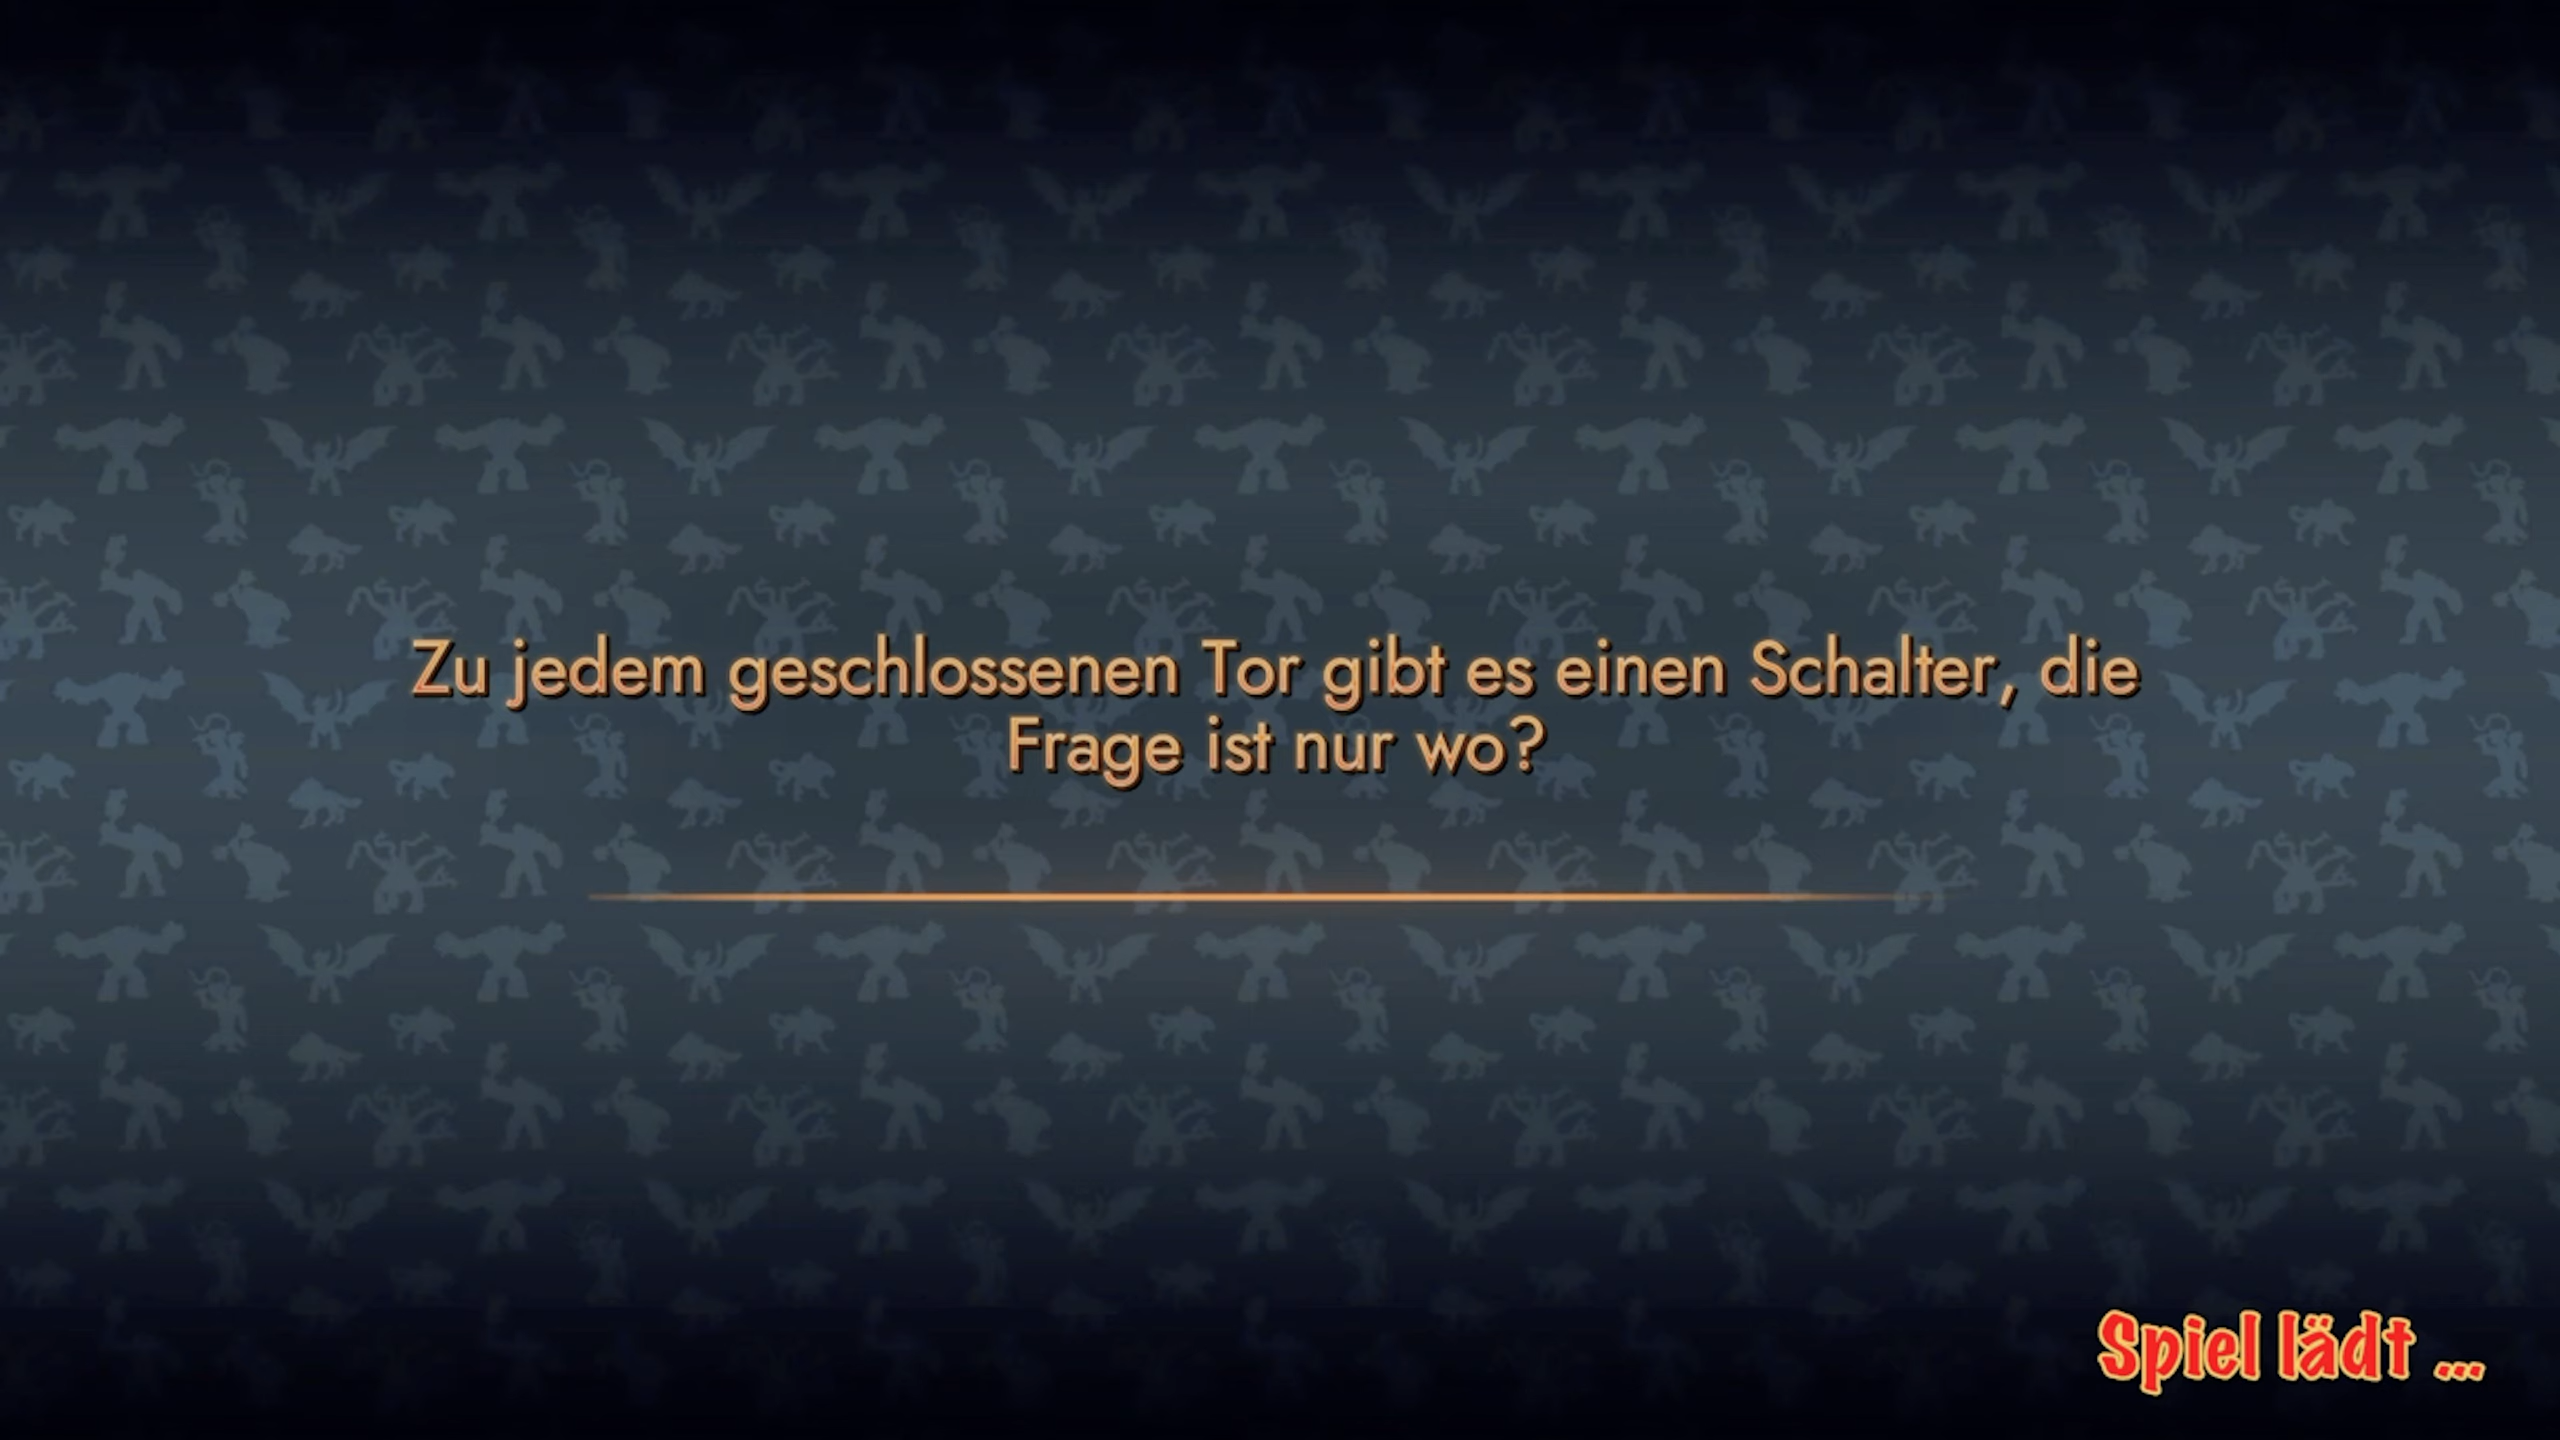 Zu jedem geschlossenen Tor gibt es einen Schalter, die
Frage ist nur wo?
Spiel lädt ...